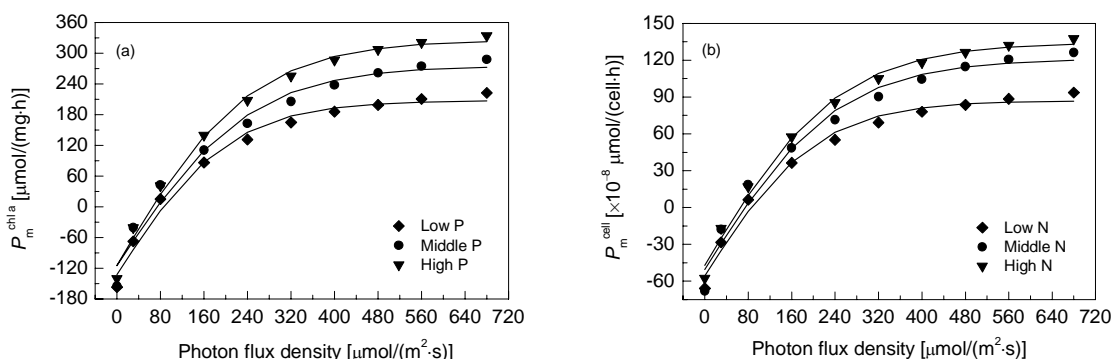 (a)
360
300
240
180
120
60
0
-60
-120
-180
P_m^chl a [μmol/(mg·h)]
Low P
Middle P
High P
0 80 160 240 320 400 480 560 640 720
Photon flux density [μmol/(m²·s)]
(b)
150
120
90
60
30
0
-30
-60
P_m^cell [×10⁻⁸ μmol/(cell·h)]
Low N
Middle N
High N
0 80 160 240 320 400 480 560 640 720
Photon flux density [μmol/(m²·s)]